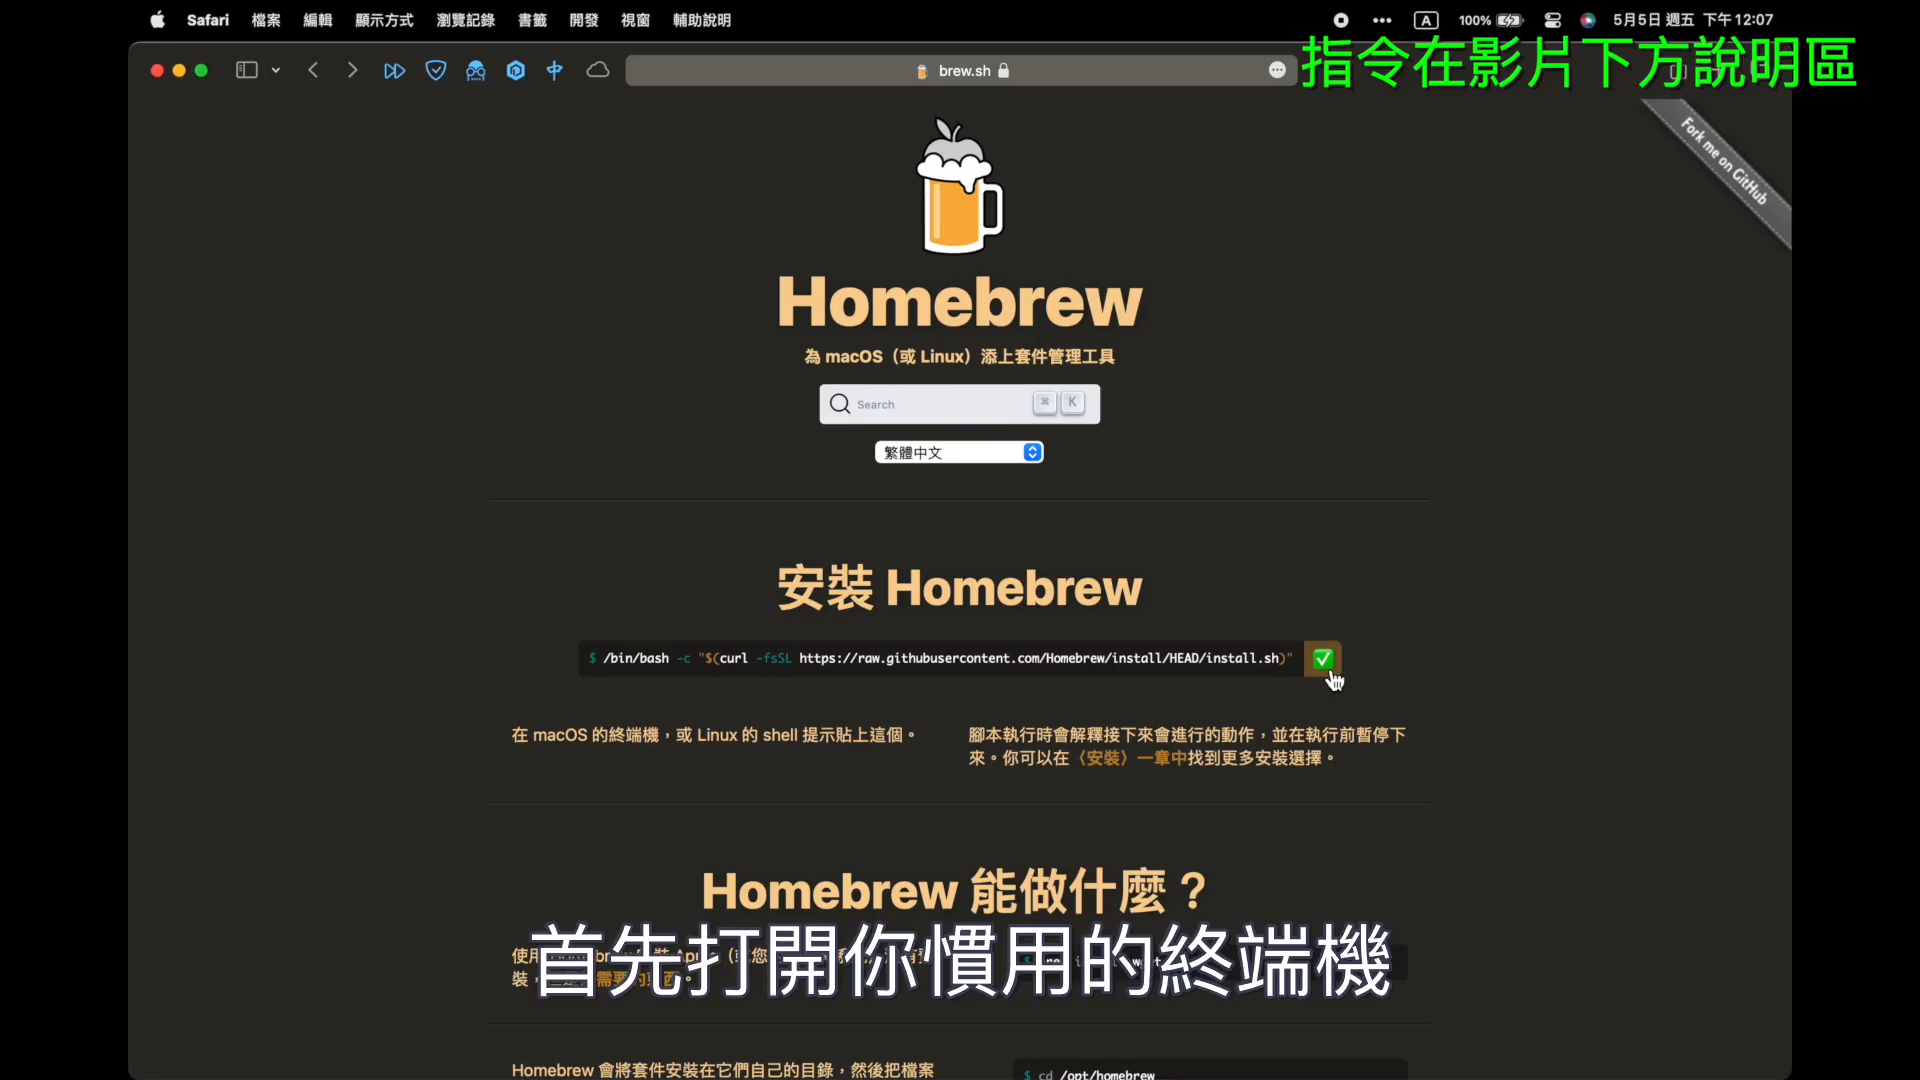 Safari 檔案 編輯 顯示方式 瀏覽記錄 書籤 開發 視窗 輔助說明 A 100% 5月5日 週五 下午 12:07
指令在影片下方說明區
brew.sh
Fork me on GitHub
Homebrew
為 macOS（或 Linux）添上套件管理工具
Search ⌘ K
繁體中文
安裝 Homebrew
$ /bin/bash -c "$(curl -fsSL https://raw.githubusercontent.com/Homebrew/install/HEAD/install.sh)"
在 macOS 的終端機，或 Linux 的 shell 提示貼上這個。
腳本執行時會解釋接下來會進行的動作，並在執行前暫停下
來。你可以在〈安裝〉一章中找到更多安裝選擇。
Homebrew 能做什麼？
首先打開你慣用的終端機
Homebrew 會將套件安裝在它們自己的目錄，然後把檔案
$ cd /opt/homebrew